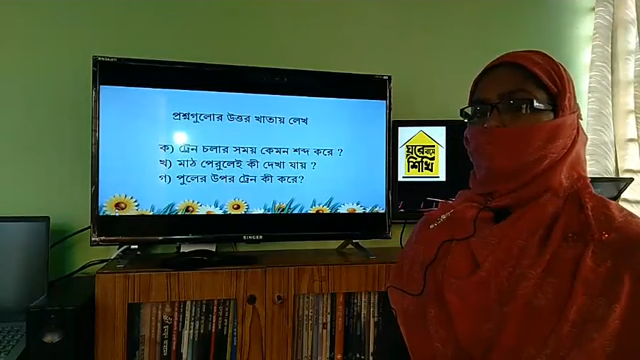 প্রশ্নগুলোর উত্তর খাতায় লেখ
ক) ট্রেন চলার সময় কেমন শব্দ করে ?
খ) মাঠ পেরুলেই কী দেখা যায় ?
গ) পুলের উপর ট্রেন কী করে?
ঘরে বসে
শিখি
SINGER